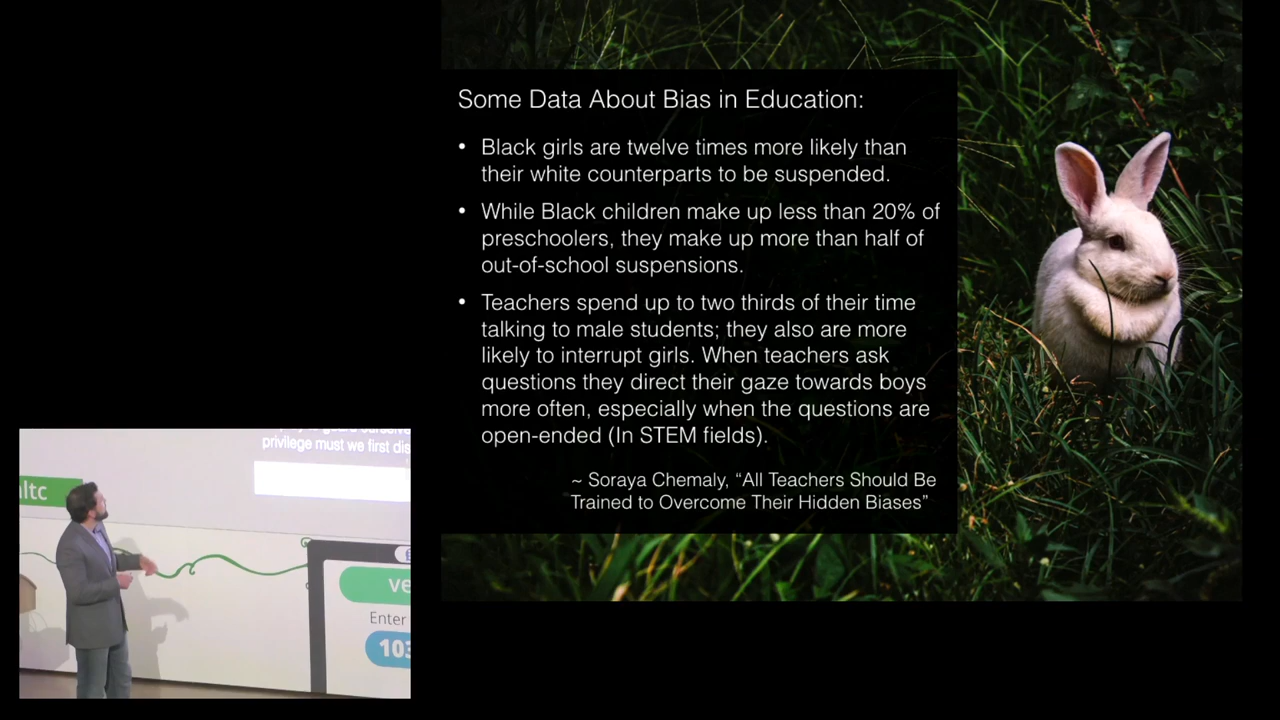 Some Data About Bias in Education:
• Black girls are twelve times more likely than
their white counterparts to be suspended.
• While Black children make up less than 20% of
preschoolers, they make up more than half of
out-of-school suspensions.
• Teachers spend up to two thirds of their time
talking to male students; they also are more
likely to interrupt girls. When teachers ask
questions they direct their gaze towards boys
more often, especially when the questions are
open-ended (In STEM fields).
~ Soraya Chemaly, “All Teachers Should Be
Trained to Overcome Their Hidden Biases”
privilege must we first dis
ltc
ve
Enter
103